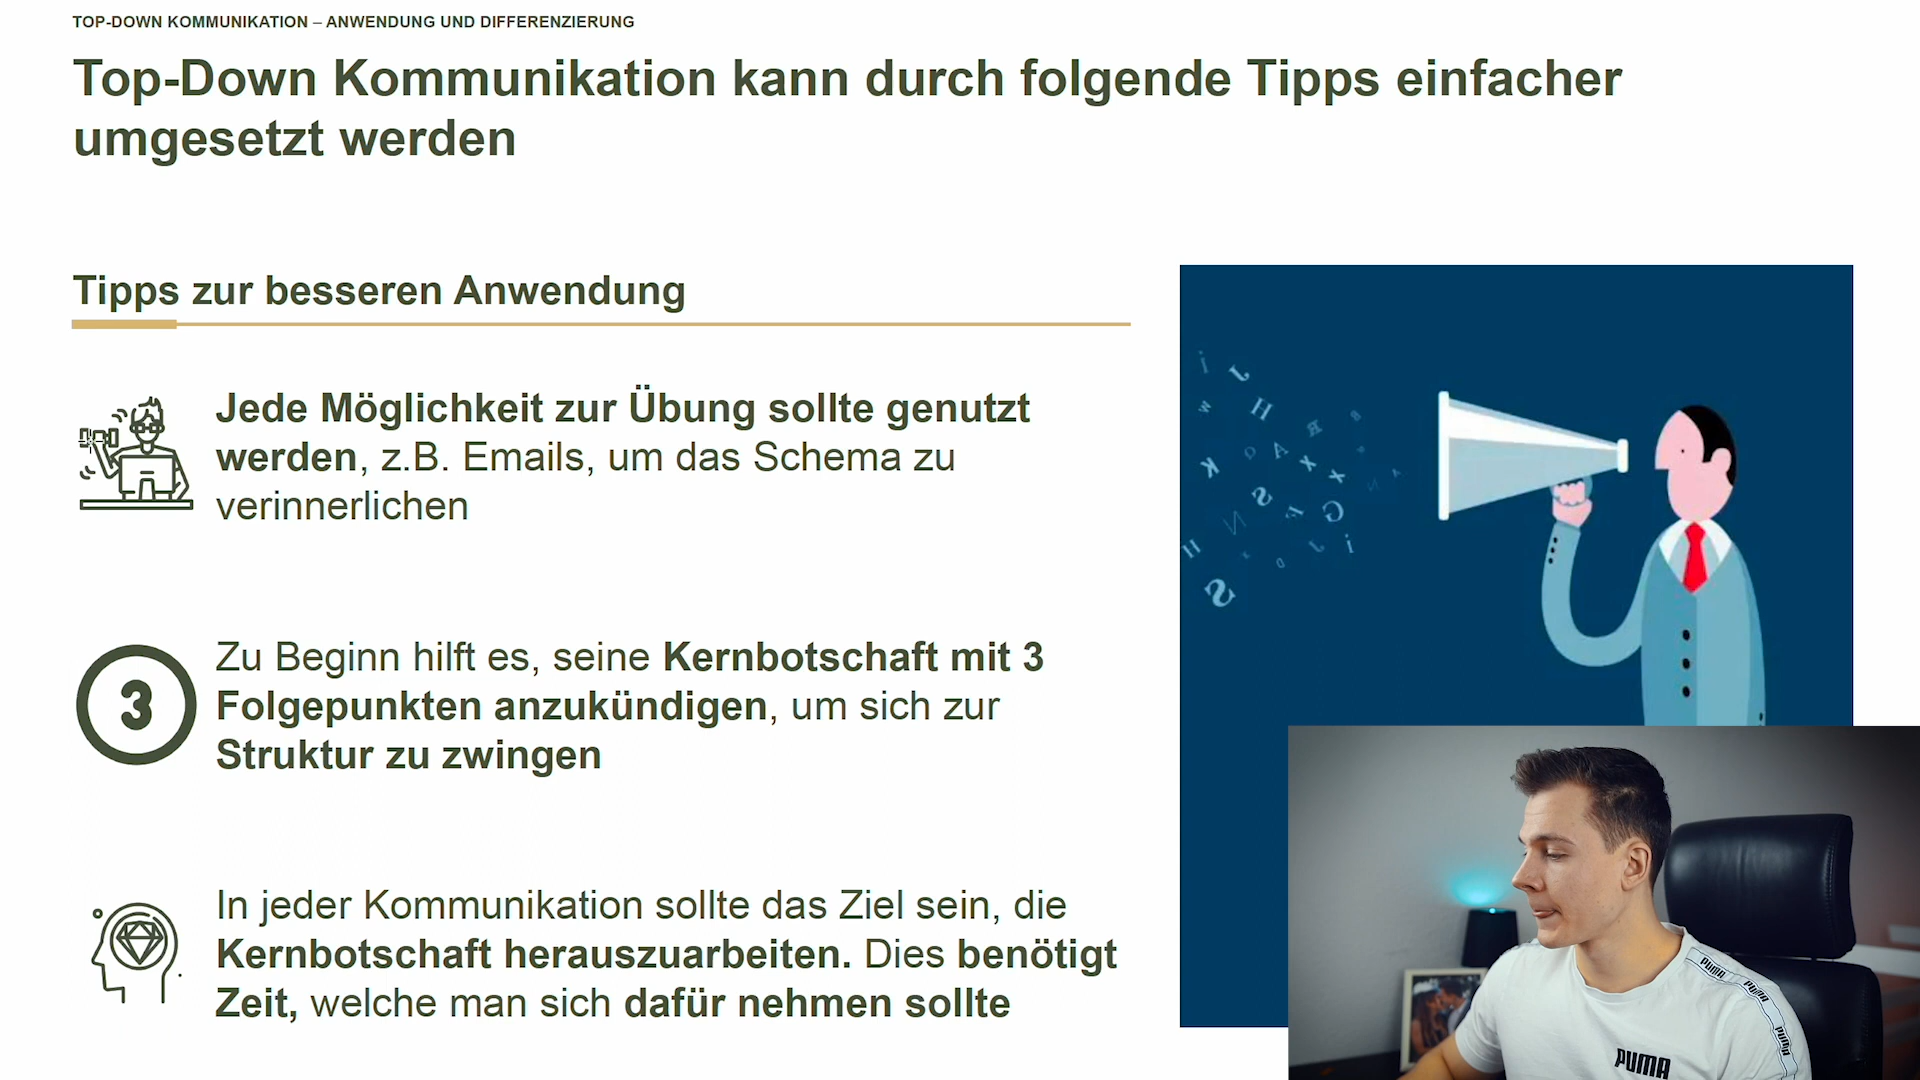 TOP-DOWN KOMMUNIKATION – ANWENDUNG UND DIFFERENZIERUNG
Top-Down Kommunikation kann durch folgende Tipps einfacher
umgesetzt werden
Tipps zur besseren Anwendung
Jede Möglichkeit zur Übung sollte genutzt
werden, z.B. Emails, um das Schema zu
verinnerlichen
3
Zu Beginn hilft es, seine Kernbotschaft mit 3
Folgepunkten anzukündigen, um sich zur
Struktur zu zwingen
In jeder Kommunikation sollte das Ziel sein, die
Kernbotschaft herauszuarbeiten. Dies benötigt
Zeit, welche man sich dafür nehmen sollte
PUMA
PUMA
PUMA
PUMA